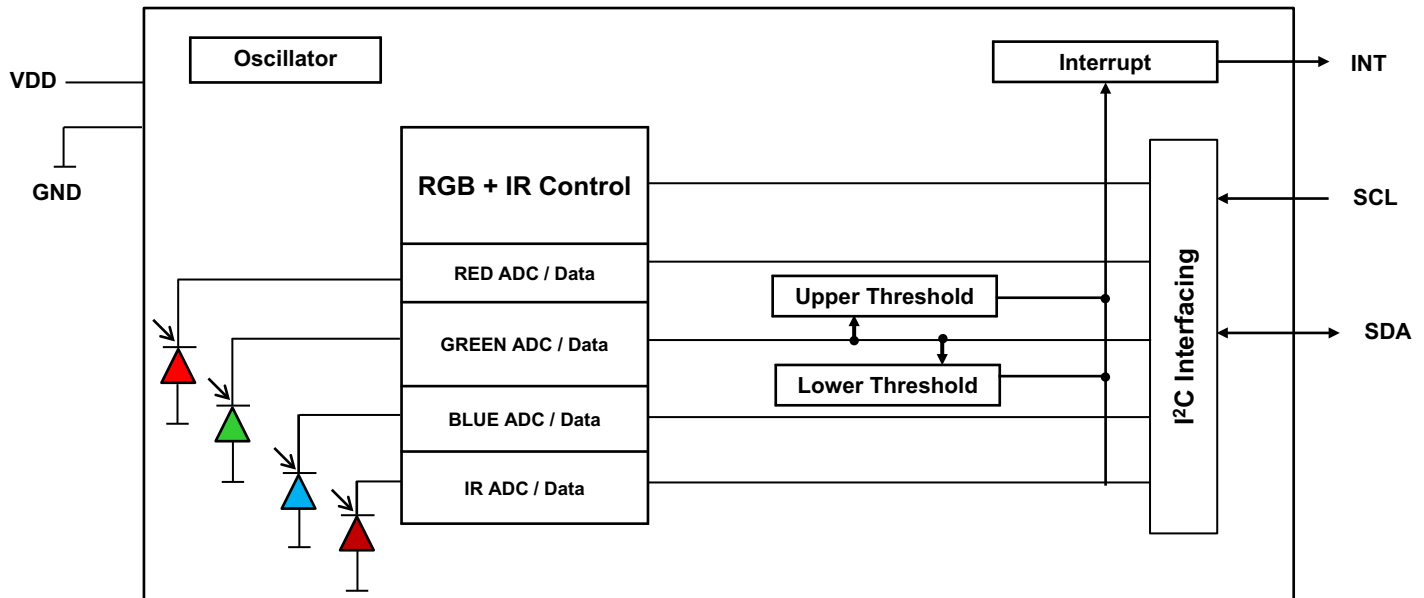 Oscillator
Interrupt
INT
VDD
GND
RGB + IR Control
SCL
RED ADC / Data
Upper Threshold
GREEN ADC / Data
SDA
Lower Threshold
I²C Interfacing
BLUE ADC / Data
IR ADC / Data